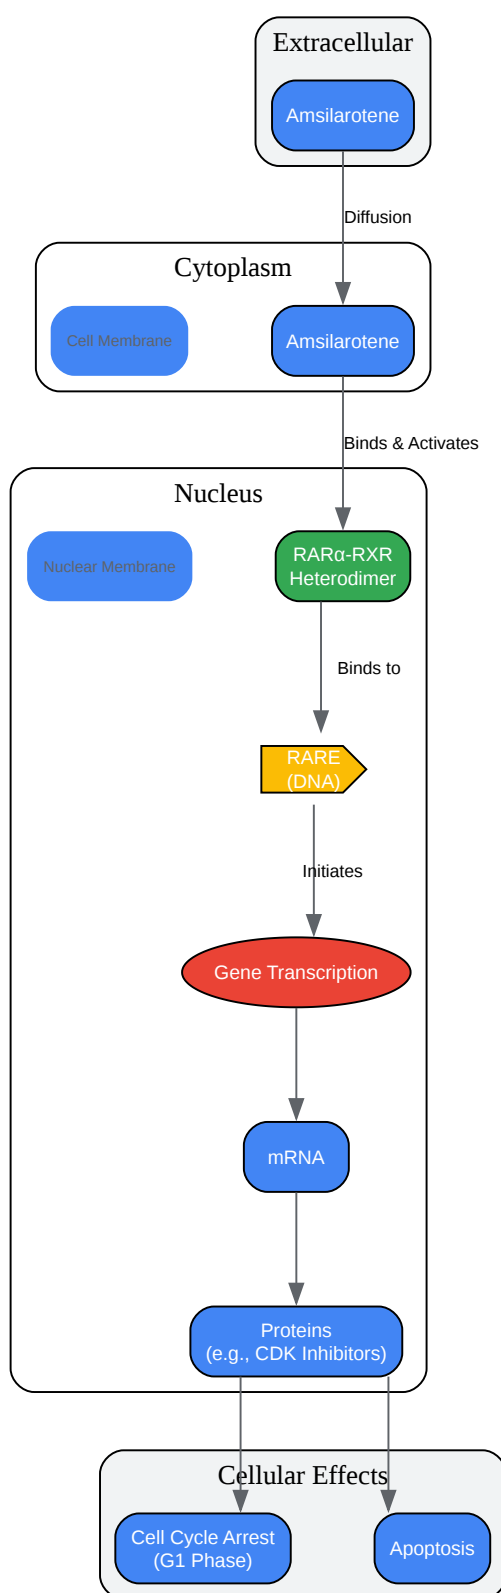 Extracellular
Amsilarotene
Diffusion
Cytoplasm
Cell Membrane
Amsilarotene
Binds & Activates
Nucleus
Nuclear Membrane
RARα-RXR
Heterodimer
Binds to
RARE
(DNA)
Initiates
Gene Transcription
mRNA
Proteins
(e.g., CDK Inhibitors)
Cellular Effects
Cell Cycle Arrest
(G1 Phase)
Apoptosis